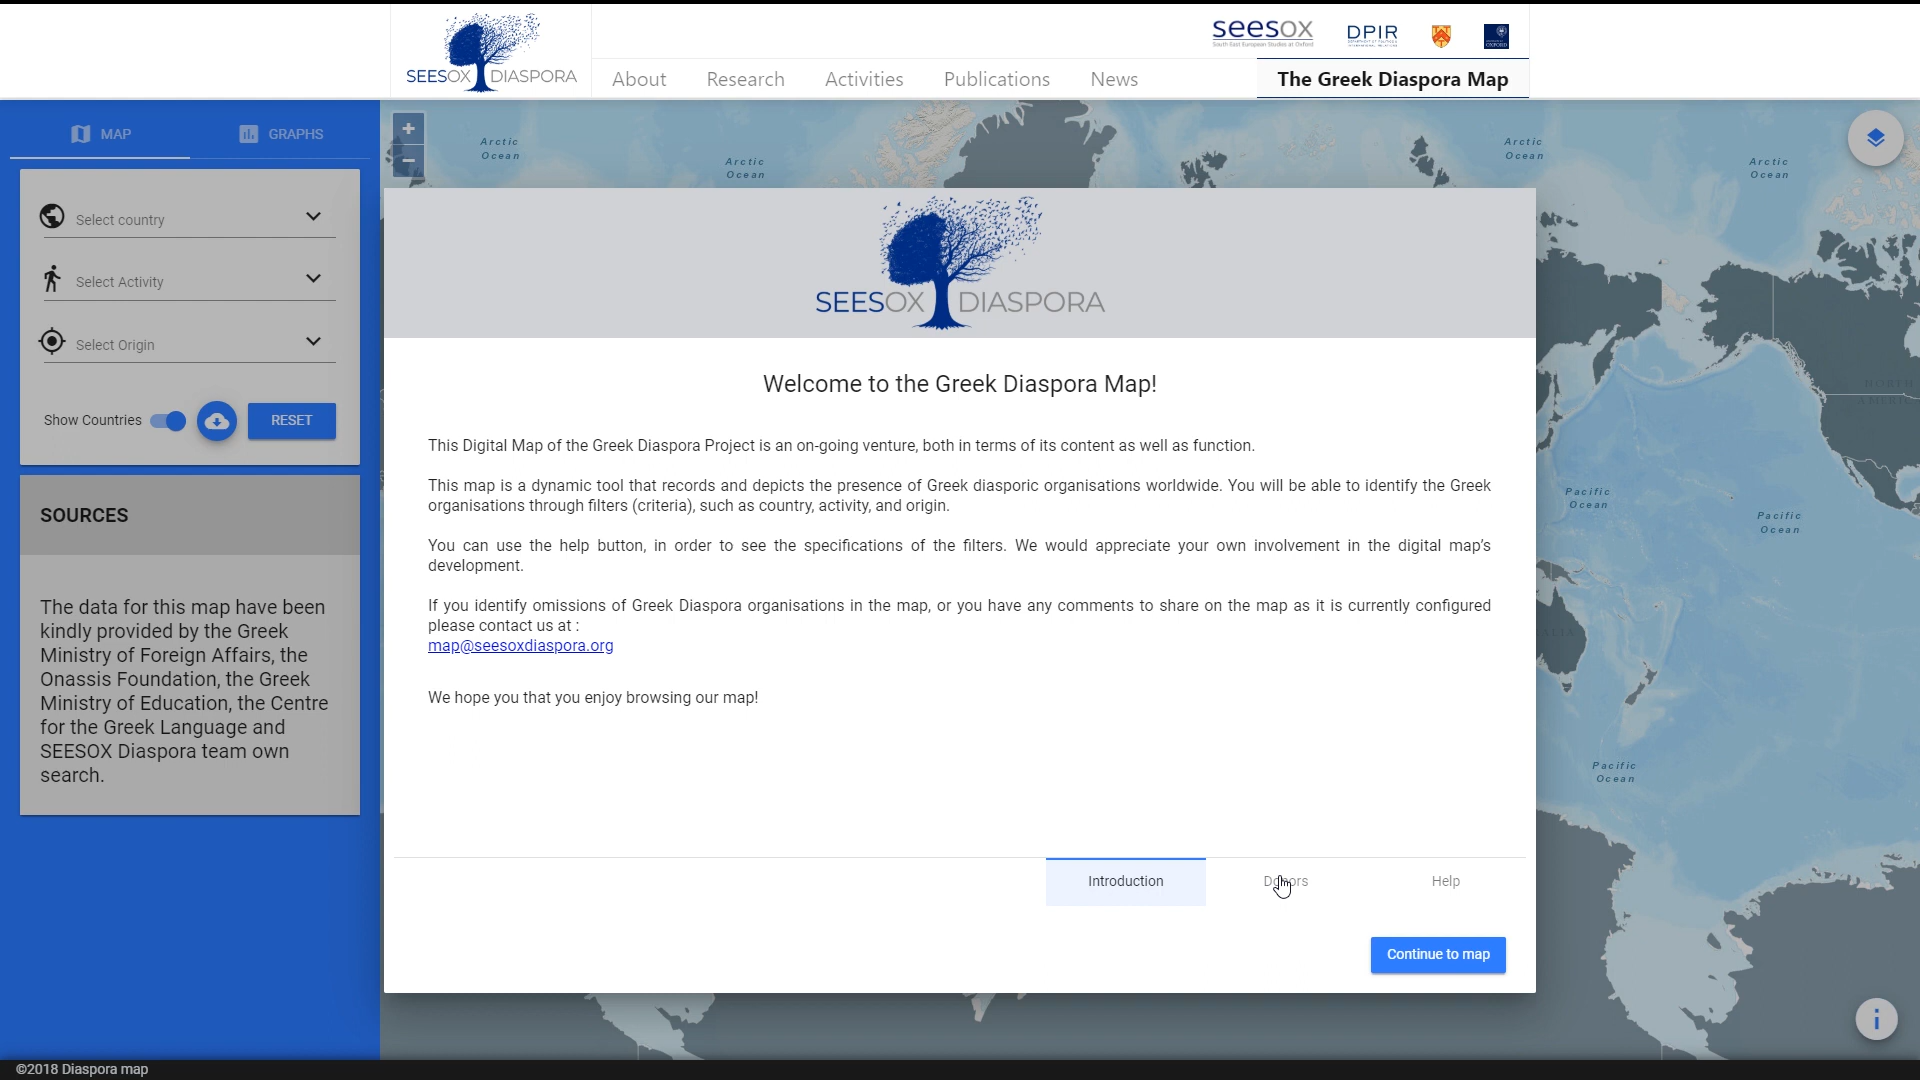 SEESOX DIASPORA
seesox
South East European Studies at Oxford
DPIR
OXFORD
About
Research
Activities
Publications
News
The Greek Diaspora Map
MAP
GRAPHS
Select country
Select Activity
Select Origin
Show Countries
RESET
SOURCES
The data for this map have been
kindly provided by the Greek
Ministry of Foreign Affairs, the
Onassis Foundation, the Greek
Ministry of Education, the Centre
for the Greek Language and
SEESOX Diaspora team own
search.
+
−
Arctic
Ocean
Arctic
Ocean
Arctic
Ocean
Arctic
Ocean
SEESOX DIASPORA
Welcome to the Greek Diaspora Map!
This Digital Map of the Greek Diaspora Project is an on-going venture, both in terms of its content as well as function.
This map is a dynamic tool that records and depicts the presence of Greek diasporic organisations worldwide. You will be able to identify the Greek
organisations through filters (criteria), such as country, activity, and origin.
You can use the help button, in order to see the specifications of the filters. We would appreciate your own involvement in the digital map's
development.
If you identify omissions of Greek Diaspora organisations in the map, or you have any comments to share on the map as it is currently configured
please contact us at :
map@seesoxdiaspora.org
We hope you that you enjoy browsing our map!
Introduction
Donors
Help
Continue to map
NORTH
Pacific
Ocean
Pacific
Ocean
Pacific
Ocean
i
©2018 Diaspora map